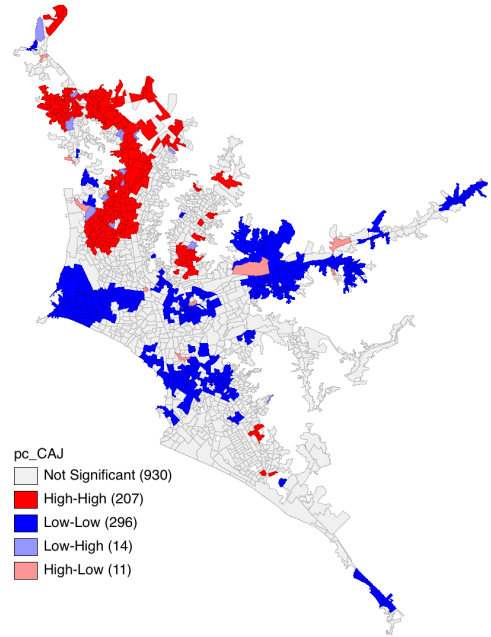 pc_CAJ
Not Significant (930)
High-High (207)
Low-Low (296)
Low-High (14)
High-Low (11)